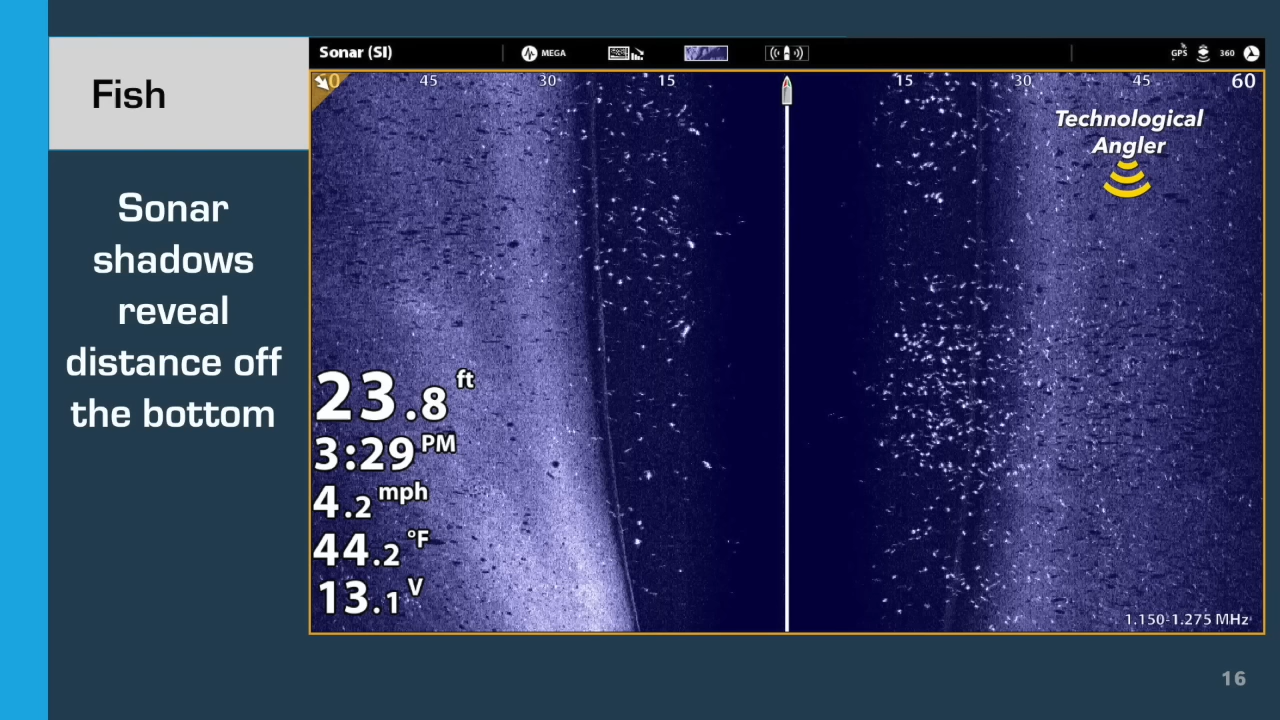 Fish
Sonar
shadows
reveal
distance off
the bottom
Sonar (SI)
MEGA
GPS
360
45
30
15
15
30
45
60
Technological
Angler
23.8 ft
3:29 PM
4.2 mph
44.2 °F
13.1 V
1.150-1.275 MHz
16